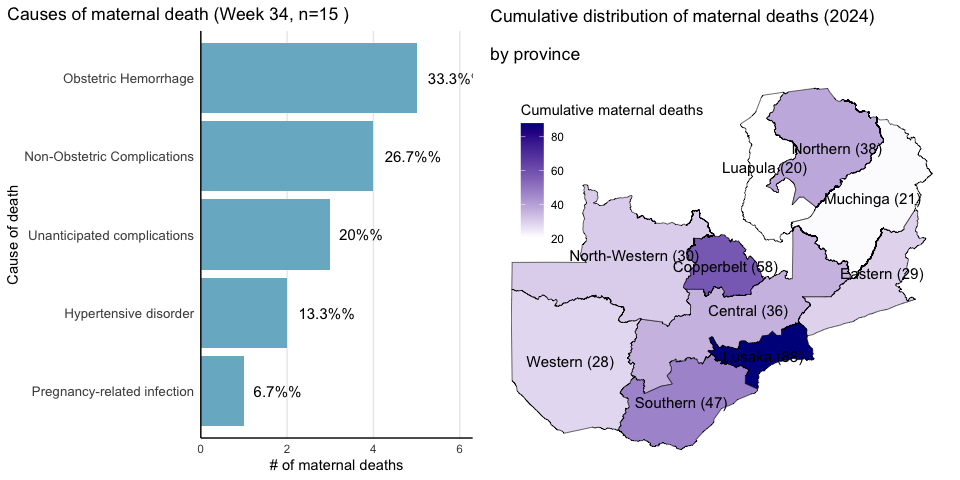 Causes of maternal death (Week 34, n=15 )
Cause of death
Obstetric Hemorrhage
33.3%
Non-Obstetric Complications
26.7%%
Unanticipated complications
20%%
Hypertensive disorder
13.3%%
Pregnancy-related infection
6.7%%
0 2 4 6
# of maternal deaths
Cumulative distribution of maternal deaths (2024)
by province
Cumulative maternal deaths
80
60
40
20
Northern (38)
Luapula (20)
Muchinga (21)
North-Western (30)
Copperbelt (58)
Eastern (29)
Central (36)
Lusaka
Western (28)
Southern (47)